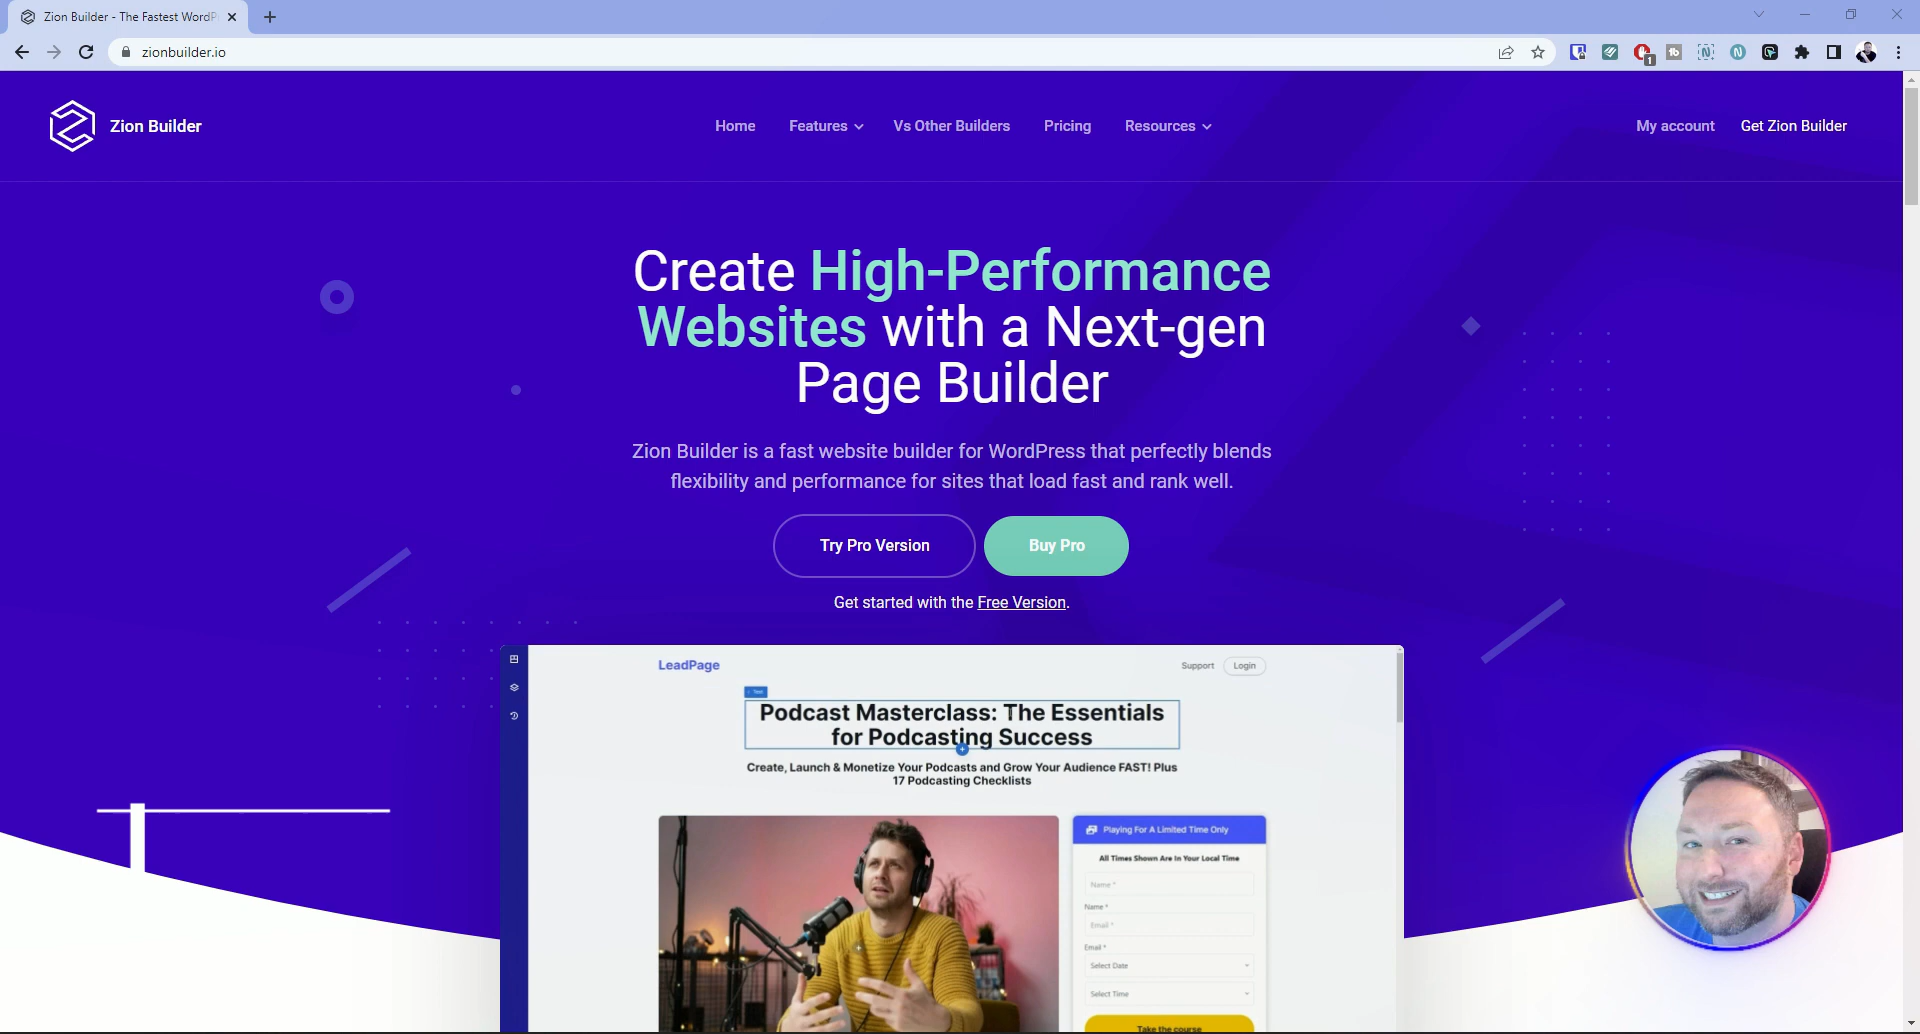 Zion Builder - The Fastest WordP
zionbuilder.io
1
Zion Builder
Home
Features
Vs Other Builders
Pricing
Resources
My account
Get Zion Builder
Create High-Performance
Websites with a Next-gen
Page Builder
Zion Builder is a fast website builder for WordPress that perfectly blends
flexibility and performance for sites that load fast and rank well.
Try Pro Version
Buy Pro
Get started with the Free Version.
LeadPage
Support
Login
Podcast Masterclass: The Essentials
for Podcasting Success
Create, Launch & Monetize Your Podcasts and Grow Your Audience FAST! Plus
17 Podcasting Checklists
Playing For A Limited Time Only
All Times Shown Are In Your Local Time
Name *
Name *
Email *
Email *
Select Date
Select Time
Take the course